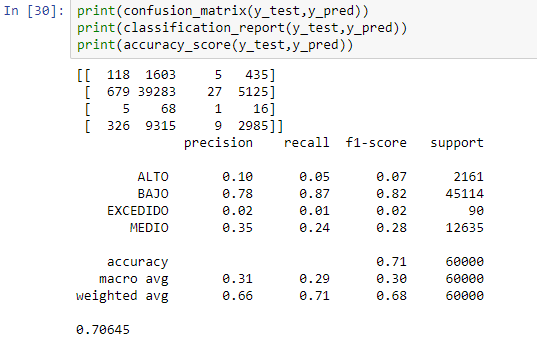 In [30]: print(confusion_matrix(y_test,y_pred))
print(classification_report(y_test,y_pred))
print(accuracy_score(y_test,y_pred))
[[ 118 1603 5 435]
[ 679 39283 27 5125]
[ 5 68 1 16]
[ 326 9315 9 2985]]
precision recall f1-score support
ALTO 0.10 0.05 0.07 2161
BAJO 0.78 0.87 0.82 45114
EXCEDIDO 0.02 0.01 0.02 90
MEDIO 0.35 0.24 0.28 12635
accuracy 0.71 60000
macro avg 0.31 0.29 0.30 60000
weighted avg 0.66 0.71 0.68 60000
0.70645